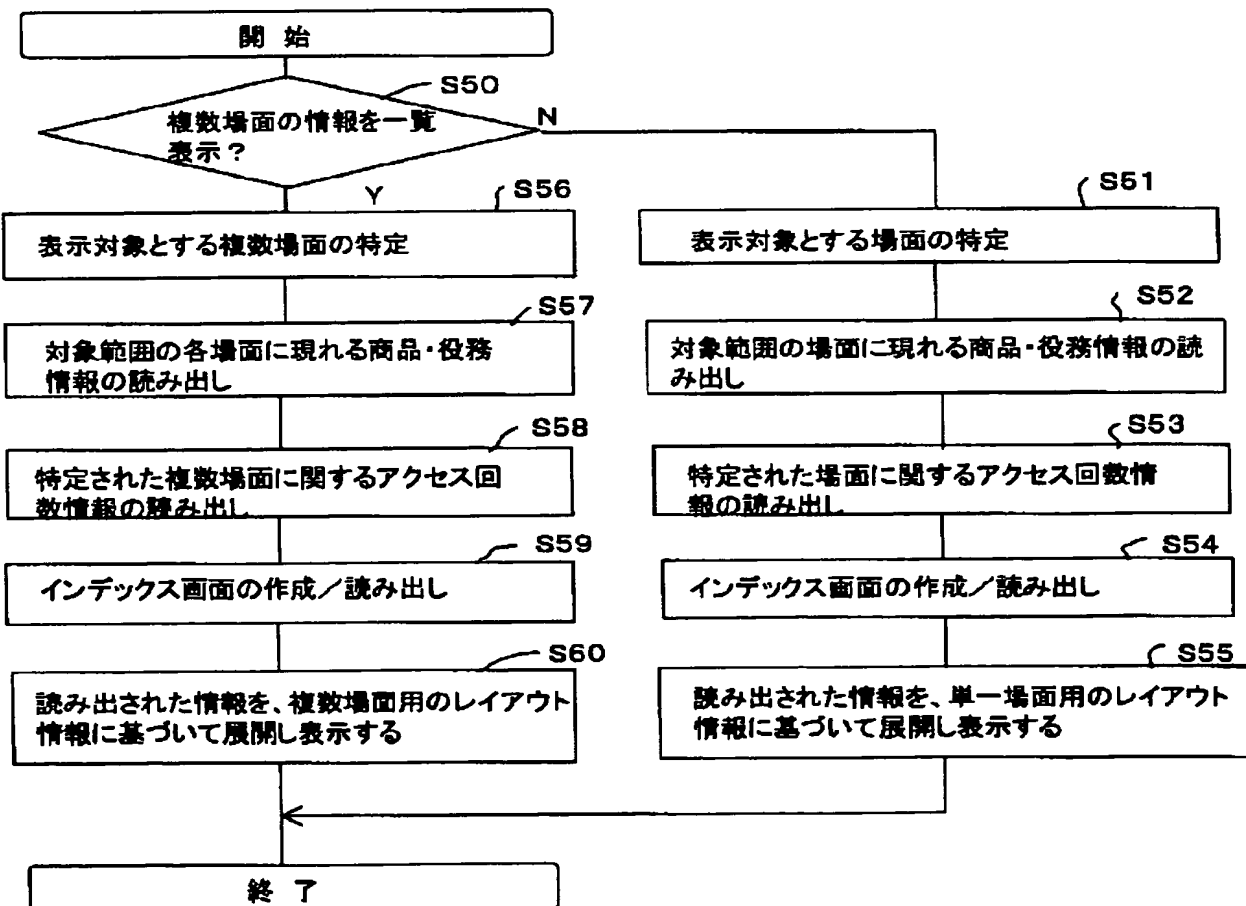 開 始
S50
複数場面の情報を一覧
表示?
N
Y
S56
表示対象とする複数場面の特定
S57
対象範囲の各場面に現れる商品・役務
情報の読み出し
S58
特定された複数場面に関するアクセス回
数情報の読み出し
S59
インデックス画面の作成/読み出し
S60
読み出された情報を、複数場面用のレイアウト
情報に基づいて展開し表示する
S51
表示対象とする場面の特定
S52
対象範囲の場面に現れる商品・役務情報の読
み出し
S53
特定された場面に関するアクセス回数情
報の読み出し
S54
インデックス画面の作成/読み出し
S55
読み出された情報を、単一場面用のレイアウト
情報に基づいて展開し表示する
終 了